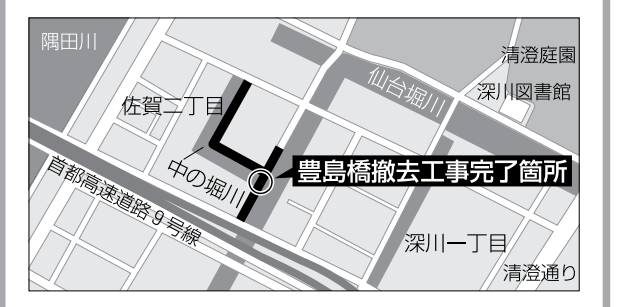 隅田川
清澄庭園
仙台堀川
深川図書館
佐賀二丁目
中の堀川
豊島橋撤去工事完了箇所
首都高速道路9号線
深川一丁目
清澄通り